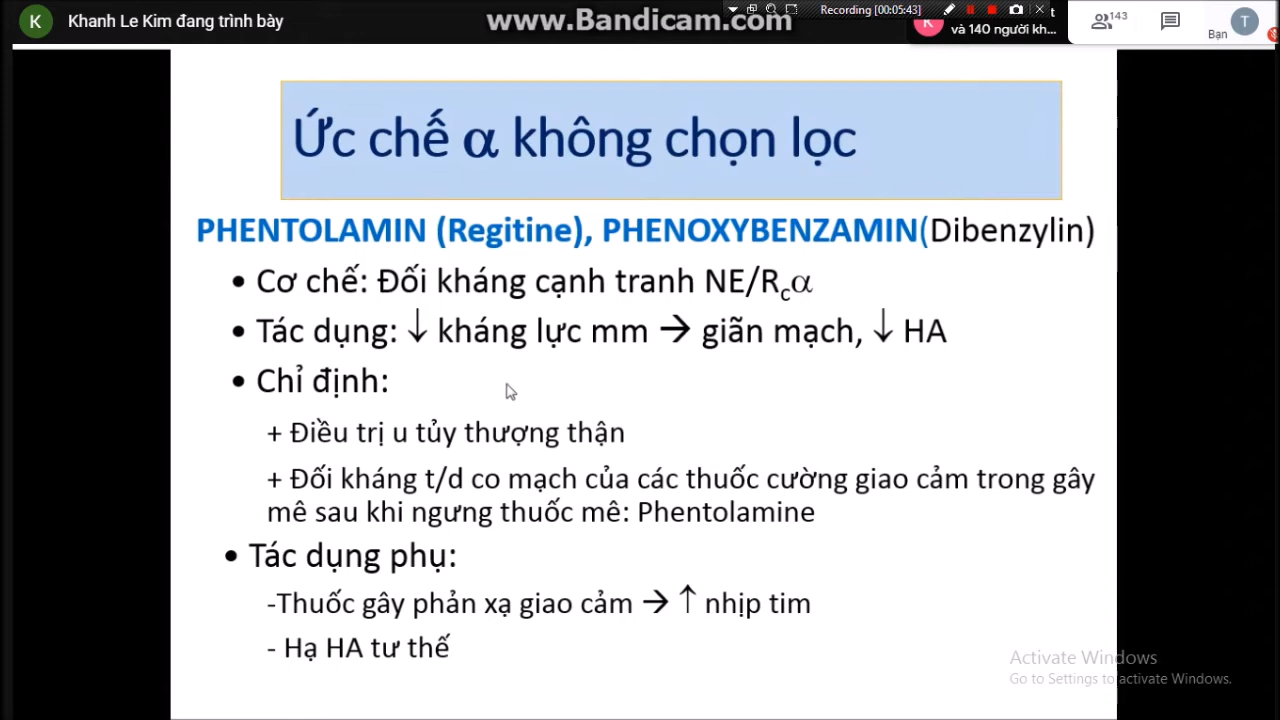 K Khanh Le Kim đang trình bày
www.Bandicam.com
Recording [00:05:43]
t
K
và 140 người kh...
143
Bạn
T
Ức chế α không chọn lọc
PHENTOLAMIN (Regitine), PHENOXYBENZAMIN(Dibenzylin)
• Cơ chế: Đối kháng cạnh tranh NE/Rcα
• Tác dụng: ↓ kháng lực mm → giãn mạch, ↓ HA
• Chỉ định:
+ Điều trị u tủy thượng thận
+ Đối kháng t/d co mạch của các thuốc cường giao cảm trong gây
mê sau khi ngưng thuốc mê: Phentolamine
• Tác dụng phụ:
-Thuốc gây phản xạ giao cảm → ↑ nhịp tim
- Hạ HA tư thế
Activate Windows
Go to Settings to activate Windows.